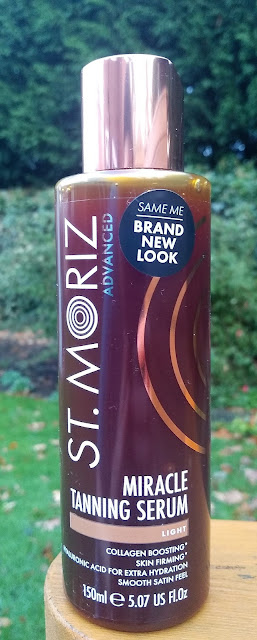 SAME ME
BRAND
NEW
LOOK
ST. MORIZ
ADVANCED
MIRACLE
TANNING SERUM
LIGHT
COLLAGEN BOOSTING*
SKIN FIRMING*
HYALURONIC ACID FOR EXTRA HYDRATION
SMOOTH SATIN FEEL
150ml ℮ 5.07 US Fl.Oz